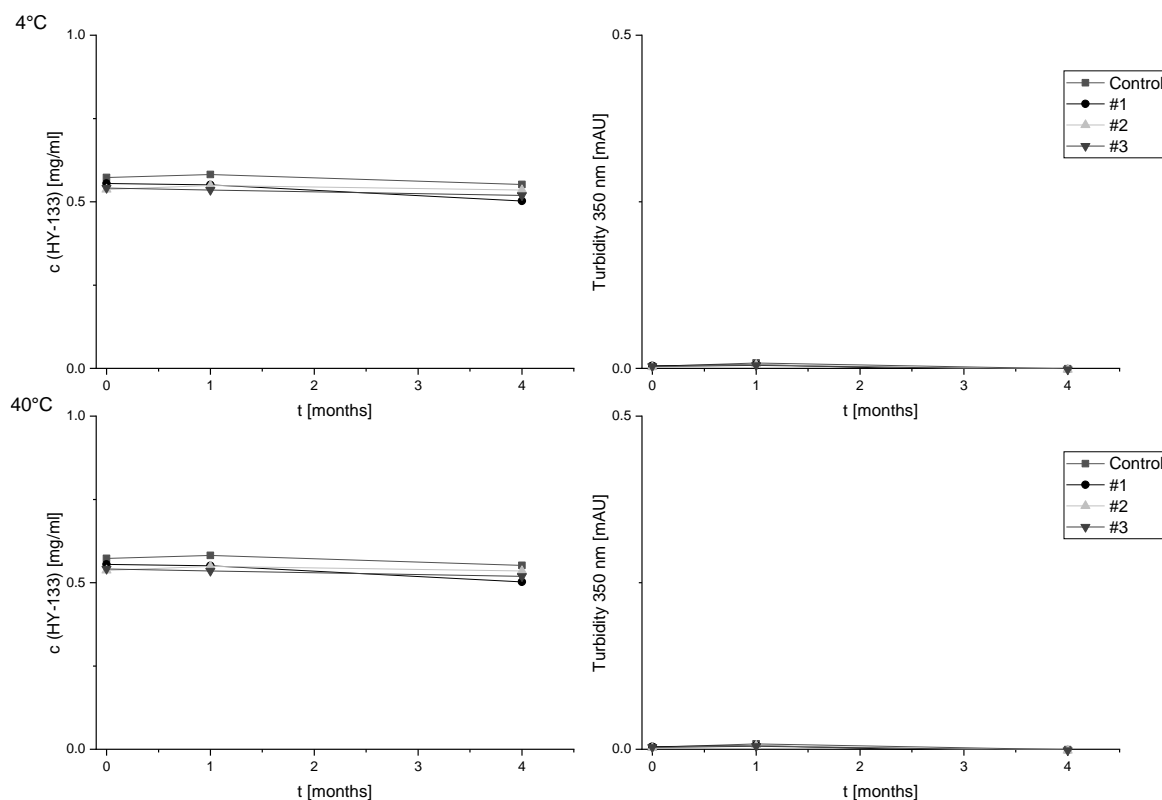 4°C
1.0
0.5
0.0
c (HY-133) [mg/ml]
0 1 2 3 4
t [months]
0.5
0.0
Turbidity 350 nm [mAU]
0 1 2 3 4
t [months]
Control
#1
#2
#3
40°C
1.0
0.5
0.0
c (HY-133) [mg/ml]
0 1 2 3 4
t [months]
0.5
0.0
Turbidity 350 nm [mAU]
0 1 2 3 4
t [months]
Control
#1
#2
#3